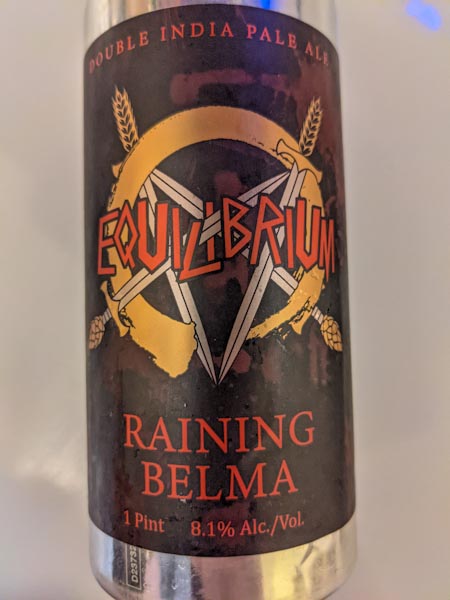 DOUBLE INDIA PALE ALE
EQUILIBRIUM
RAINING
BELMA
1 Pint 8.1% Alc./Vol.